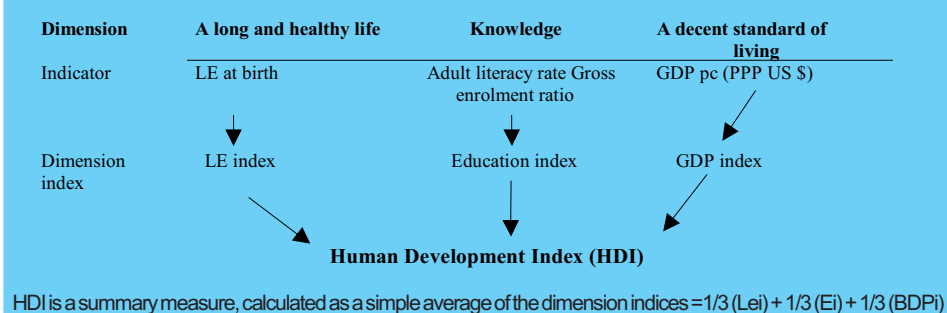 Dimension A long and healthy life Knowledge A decent standard of
living
Indicator LE at birth Adult literacy rate Gross GDP pc (PPP US $)
enrolment ratio
Dimension LE index Education index GDP index
index
Human Development Index (HDI)
HDI is a summary measure, calculated as a simple average of the dimension indices =1/3 (Lei) + 1/3 (Ei) + 1/3 (BDPi)